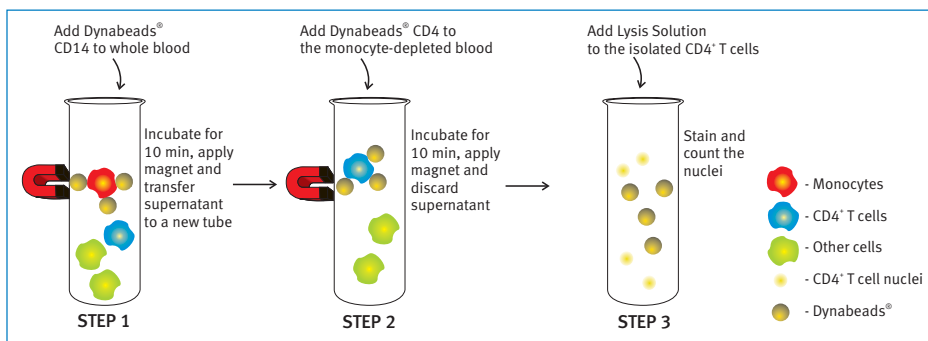 Add Dynabeads®
CD14 to whole blood
Incubate for
10 min, apply
magnet and
transfer
supernatant
to a new tube
STEP 1
Add Dynabeads® CD4 to
the monocyte-depleted blood
Incubate for
10 min, apply
magnet and
discard
supernatant
STEP 2
Add Lysis Solution
to the isolated CD4⁺ T cells
Stain and
count the
nuclei
STEP 3
- Monocytes
- CD4⁺ T cells
- Other cells
- CD4⁺ T cell nuclei
- Dynabeads®